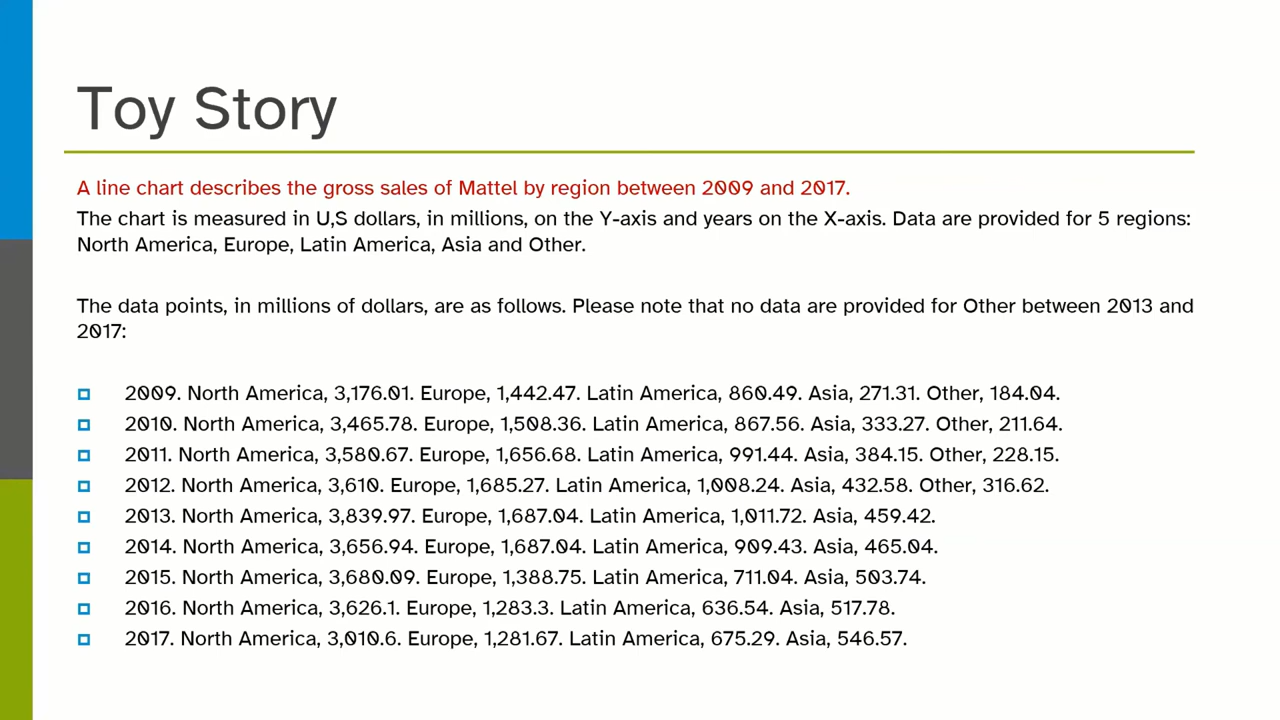 Toy Story
A line chart describes the gross sales of Mattel by region between 2009 and 2017.
The chart is measured in U,S dollars, in millions, on the Y-axis and years on the X-axis. Data are provided for 5 regions:
North America, Europe, Latin America, Asia and Other.
The data points, in millions of dollars, are as follows. Please note that no data are provided for Other between 2013 and
2017:
2009. North America, 3,176.01. Europe, 1,442.47. Latin America, 860.49. Asia, 271.31. Other, 184.04.
2010. North America, 3,465.78. Europe, 1,508.36. Latin America, 867.56. Asia, 333.27. Other, 211.64.
2011. North America, 3,580.67. Europe, 1,656.68. Latin America, 991.44. Asia, 384.15. Other, 228.15.
2012. North America, 3,610. Europe, 1,685.27. Latin America, 1,008.24. Asia, 432.58. Other, 316.62.
2013. North America, 3,839.97. Europe, 1,687.04. Latin America, 1,011.72. Asia, 459.42.
2014. North America, 3,656.94. Europe, 1,687.04. Latin America, 909.43. Asia, 465.04.
2015. North America, 3,680.09. Europe, 1,388.75. Latin America, 711.04. Asia, 503.74.
2016. North America, 3,626.1. Europe, 1,283.3. Latin America, 636.54. Asia, 517.78.
2017. North America, 3,010.6. Europe, 1,281.67. Latin America, 675.29. Asia, 546.57.